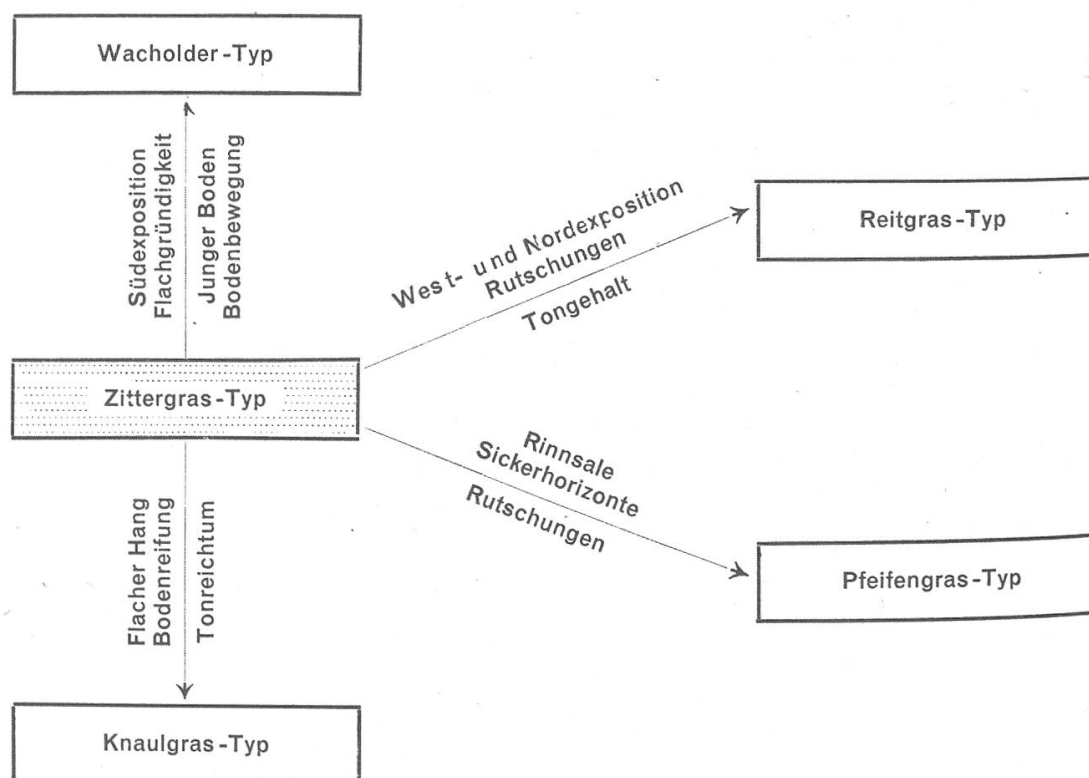 Wacholder-Typ
Südexposition
Flachgründigkeit
Junger Boden
Bodenbewegung
West- und Nordexposition
Rutschungen
Tongehalt
Reitgras-Typ
Zittergras-Typ
Rinnsale
Sickerhorizonte
Rutschungen
Flacher Hang
Bodenreifung
Tonreichtum
Pfeifengras-Typ
Knaulgras-Typ